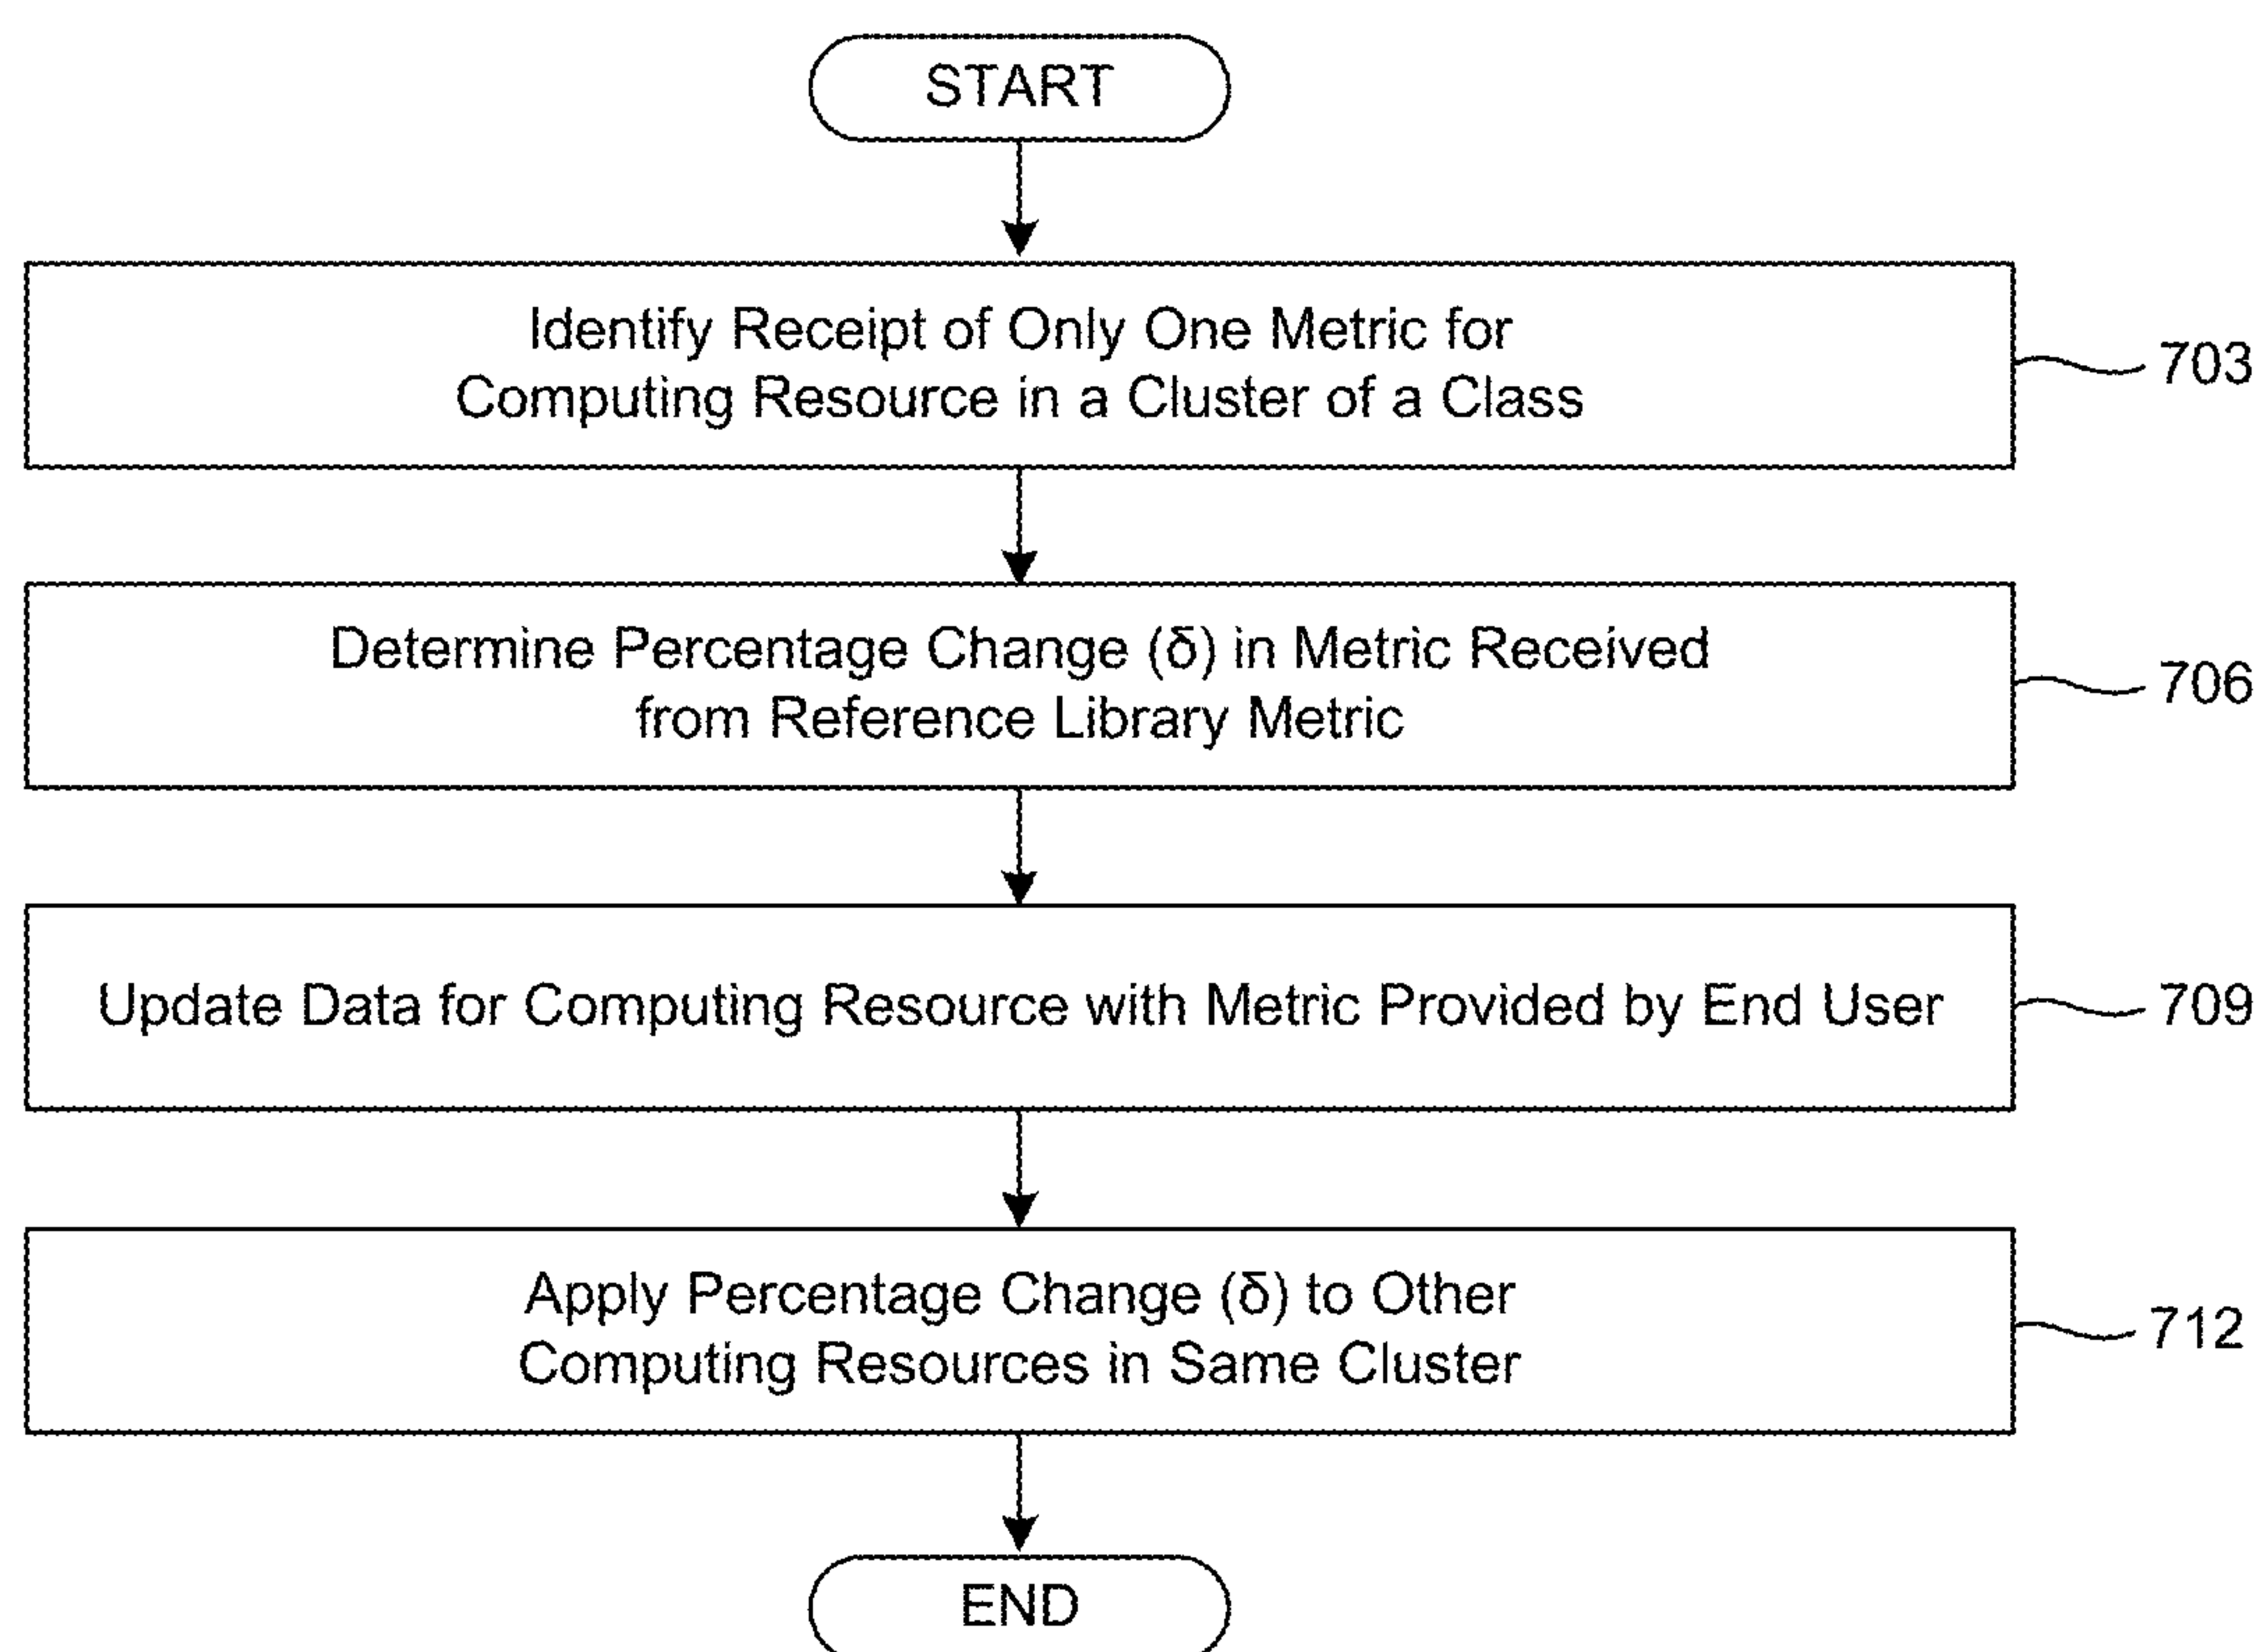 START
Identify Receipt of Only One Metric for
Computing Resource in a Cluster of a Class
703
Determine Percentage Change (δ) in Metric Received
from Reference Library Metric
706
Update Data for Computing Resource with Metric Provided by End User
709
Apply Percentage Change (δ) to Other
Computing Resources in Same Cluster
712
END